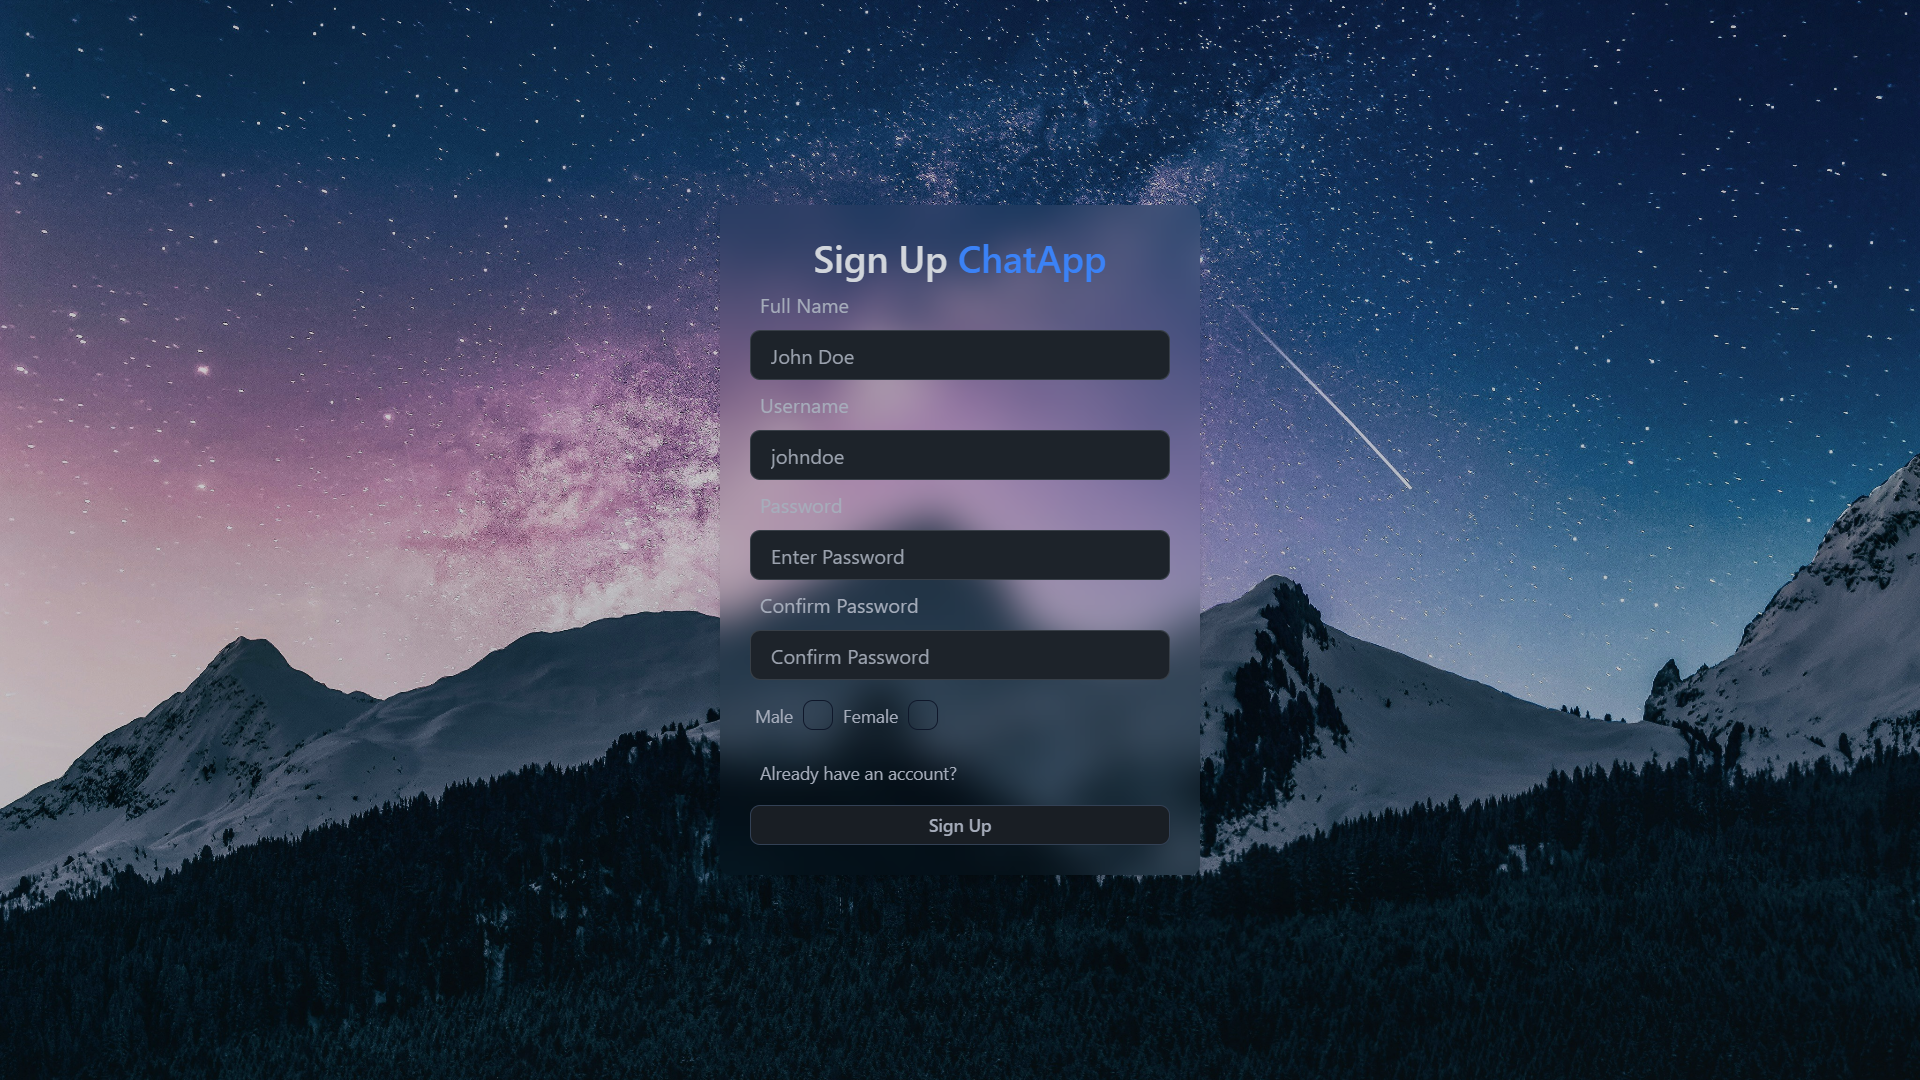 Sign Up ChatApp
Full Name
John Doe
Username
johndoe
Password
Enter Password
Confirm Password
Confirm Password
Male Female
Already have an account?
Sign Up